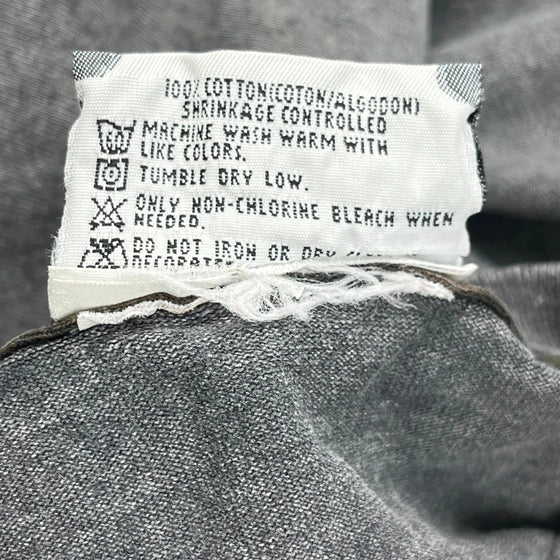 100% COTTON(COTON/ALGODON)
SHRINKAGE CONTROLLED
MACHINE WASH WARM WITH
LIKE COLORS.
TUMBLE DRY LOW.
ONLY NON-CHLORINE BLEACH WHEN
NEEDED.
DO NOT IRON OR DRY